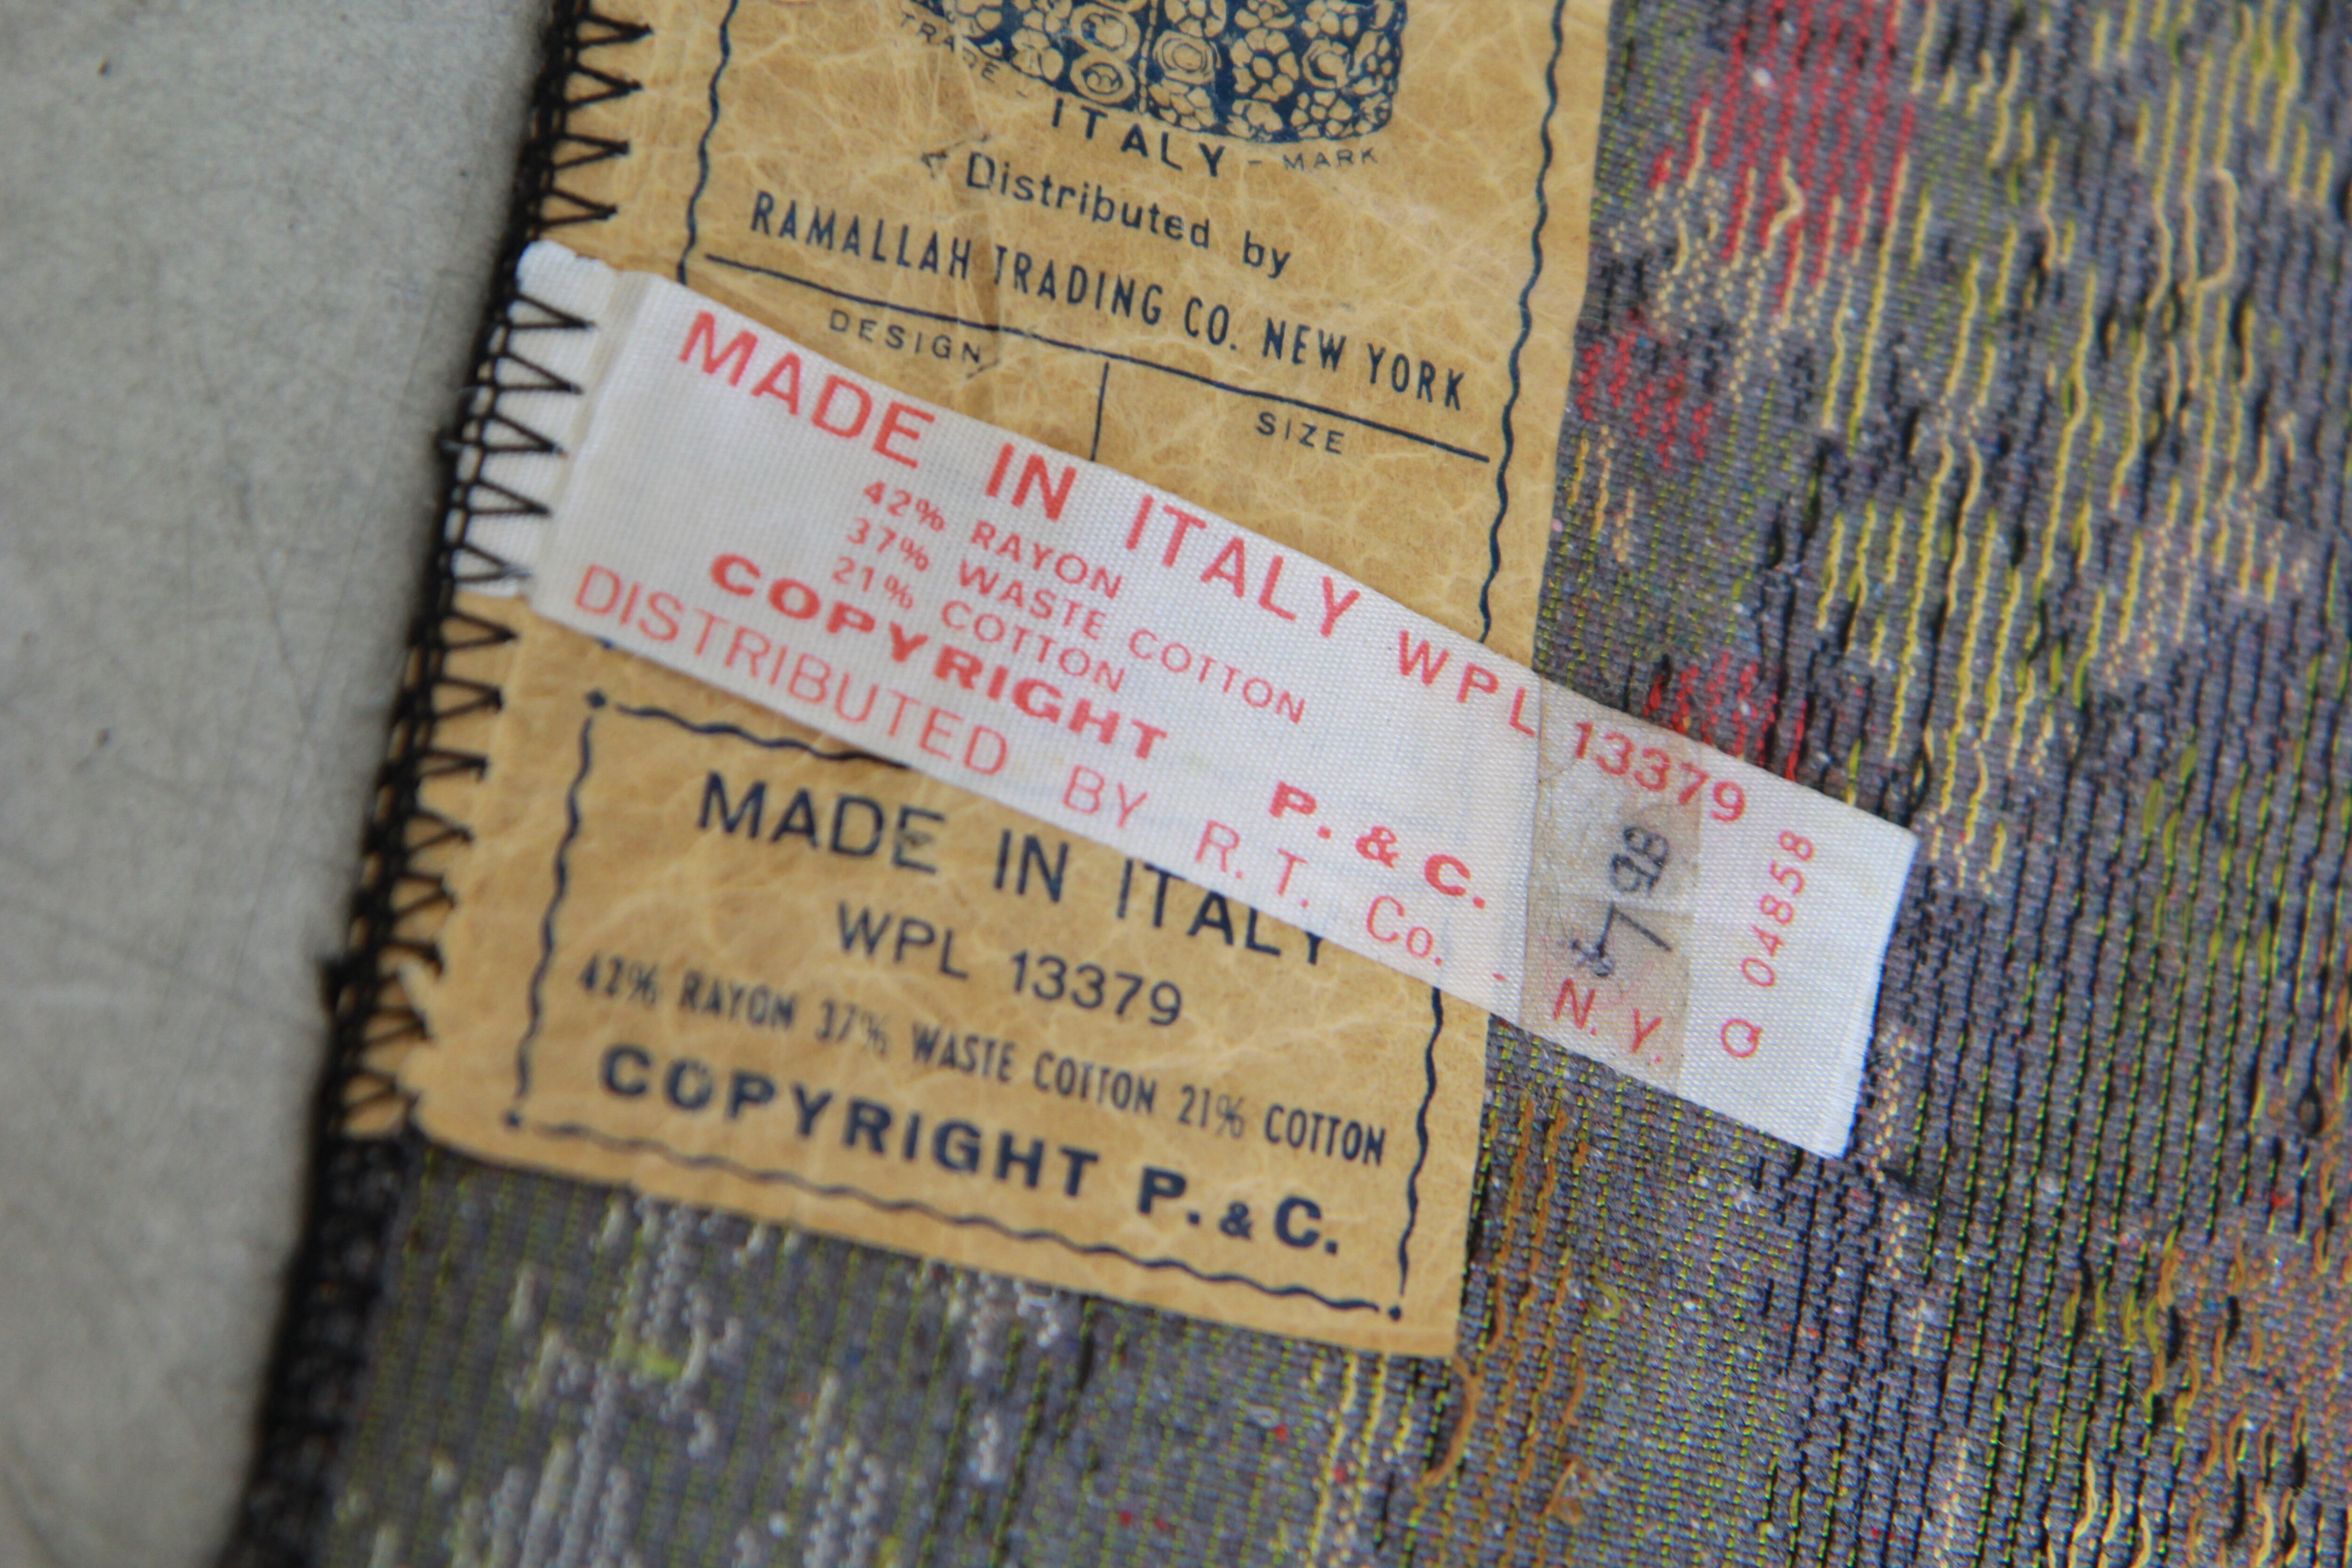 TRADE - ITALY - MARK
Distributed by
RAMALLAH TRADING CO. NEW YORK
DESIGN
SIZE
MADE IN ITALY WPL 13379
42% RAYON
37% WASTE COTTON
21% COTTON
COPYRIGHT P. & C.
DISTRIBUTED BY R. T. Co. - N. Y.
Q 04858
MADE IN ITALY
WPL 13379
42% RAYON 37% WASTE COTTON 21% COTTON
COPYRIGHT P. & C.